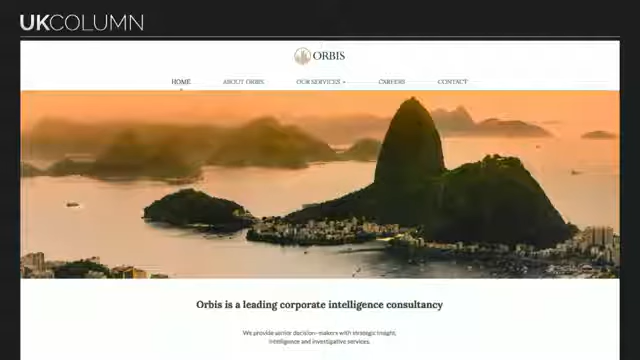 UKCOLUMN
ORBIS
HOME ABOUT ORBIS OUR SERVICES CAREERS CONTACT
Orbis is a leading corporate intelligence consultancy
We provide senior decision-makers with strategic insight,
intelligence and investigative services.